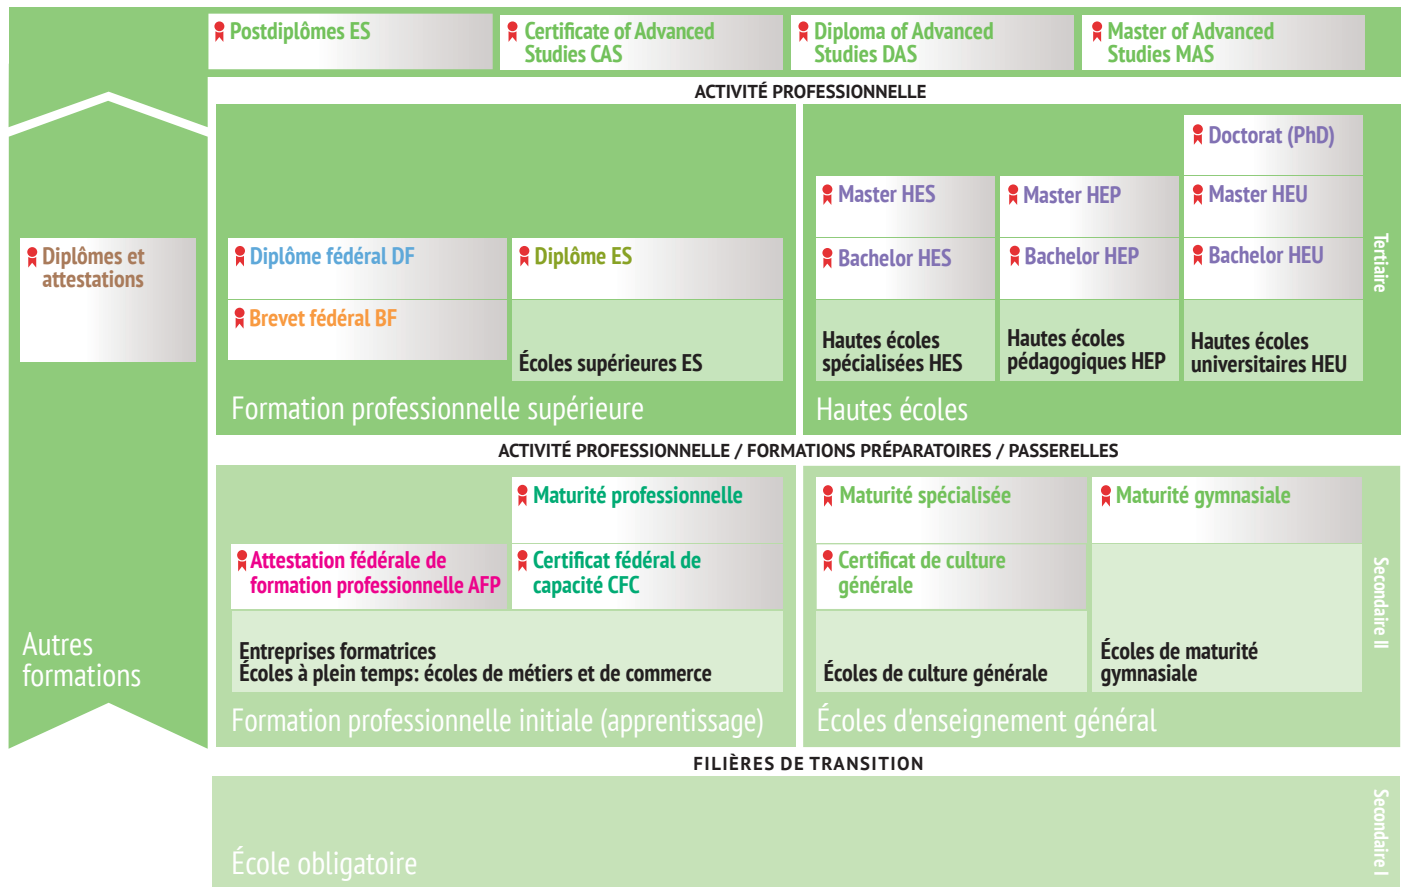 Postdiplômes ES
Certificate of Advanced
Studies CAS
Diploma of Advanced
Studies DAS
Master of Advanced
Studies MAS
ACTIVITÉ PROFESSIONNELLE
Diplômes et
attestations
Autres
formations
Diplôme fédéral DF
Brevet fédéral BF
Diplôme ES
Écoles supérieures ES
Formation professionnelle supérieure
Master HES
Bachelor HES
Hautes écoles
spécialisées HES
Master HEP
Bachelor HEP
Hautes écoles
pédagogiques HEP
Doctorat (PhD)
Master HEU
Bachelor HEU
Hautes écoles
universitaires HEU
Hautes écoles
Tertiaire
ACTIVITÉ PROFESSIONNELLE / FORMATIONS PRÉPARATOIRES / PASSERELLES
Attestation fédérale de
formation professionnelle AFP
Maturité professionnelle
Certificat fédéral de
capacité CFC
Entreprises formatrices
Écoles à plein temps: écoles de métiers et de commerce
Formation professionnelle initiale (apprentissage)
Maturité spécialisée
Certificat de culture
générale
Écoles de culture générale
Maturité gymnasiale
Écoles de maturité
gymnasiale
Écoles d'enseignement général
Secondaire II
FILIÈRES DE TRANSITION
École obligatoire
Secondaire I